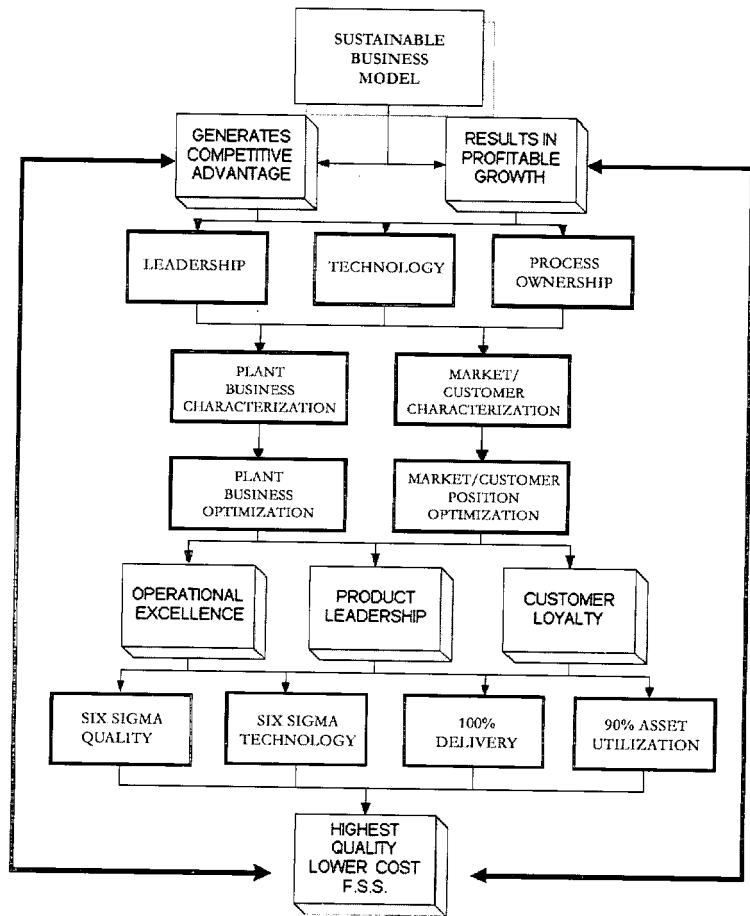 SUSTAINABLE
BUSINESS
MODEL
GENERATES
COMPETITIVE
ADVANTAGE
RESULTS IN
PROFITABLE
GROWTH
LEADERSHIP
TECHNOLOGY
PROCESS
OWNERSHIP
PLANT
BUSINESS
CHARACTERIZATION
MARKET/
CUSTOMER
CHARACTERIZATION
PLANT
BUSINESS
OPTIMIZATION
MARKET/CUSTOMER
POSITION
OPTIMIZATION
OPERATIONAL
EXCELLENCE
PRODUCT
LEADERSHIP
CUSTOMER
LOYALTY
SIX SIGMA
QUALITY
SIX SIGMA
TECHNOLOGY
100%
DELIVERY
90% ASSET
UTILIZATION
HIGHEST
QUALITY
LOWER COST
F.S.S.